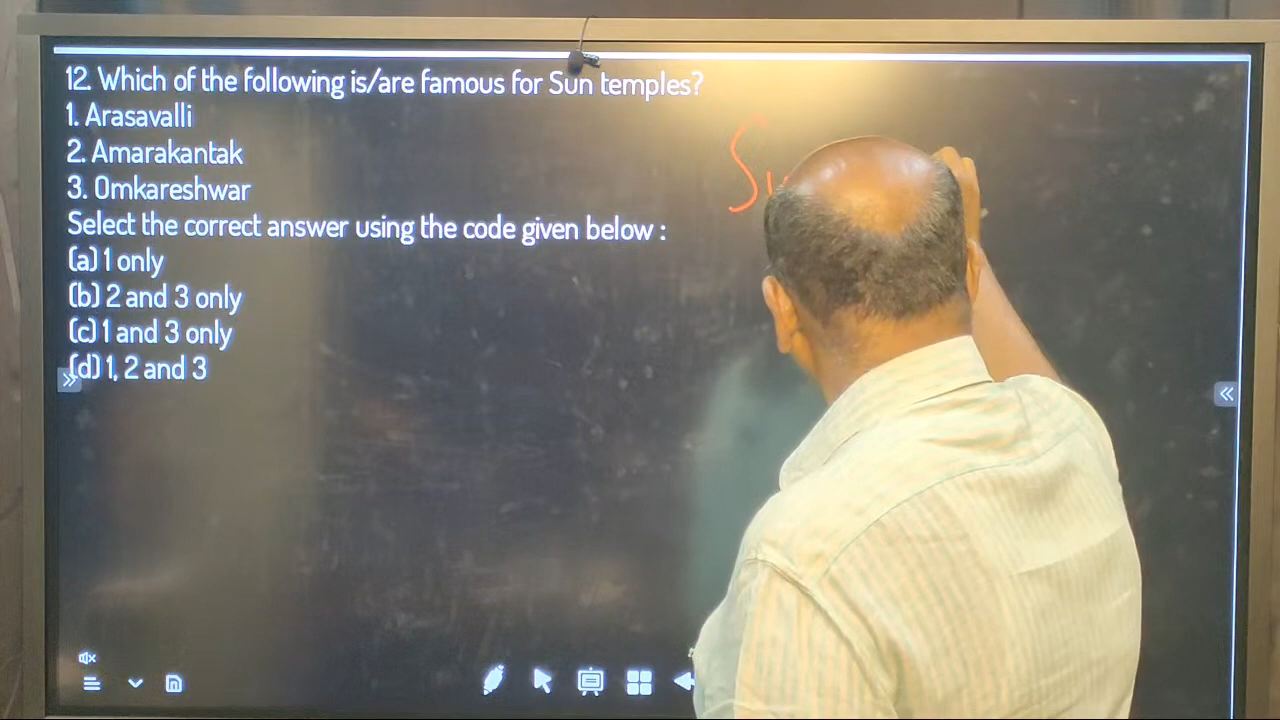 12. Which of the following is/are famous for Sun temples?
1. Arasavalli
2. Amarakantak
3. Omkareshwar
Select the correct answer using the code given below :
(a) 1 only
(b) 2 and 3 only
(c) 1 and 3 only
(d) 1, 2 and 3